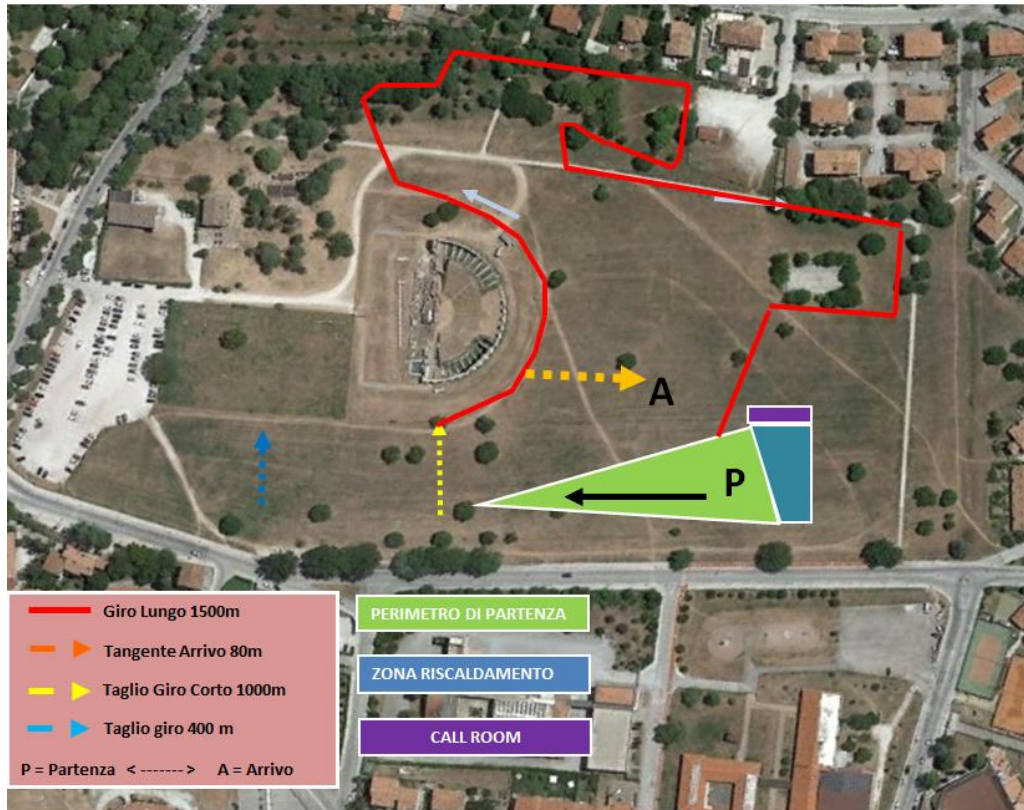 A
P
Giro Lungo 1500m
Tangente Arrivo 80m
Taglio Giro Corto 1000m
Taglio giro 400 m
P = Partenza < -------> A = Arrivo
PERIMETRO DI PARTENZA
ZONA RISCALDAMENTO
CALL ROOM